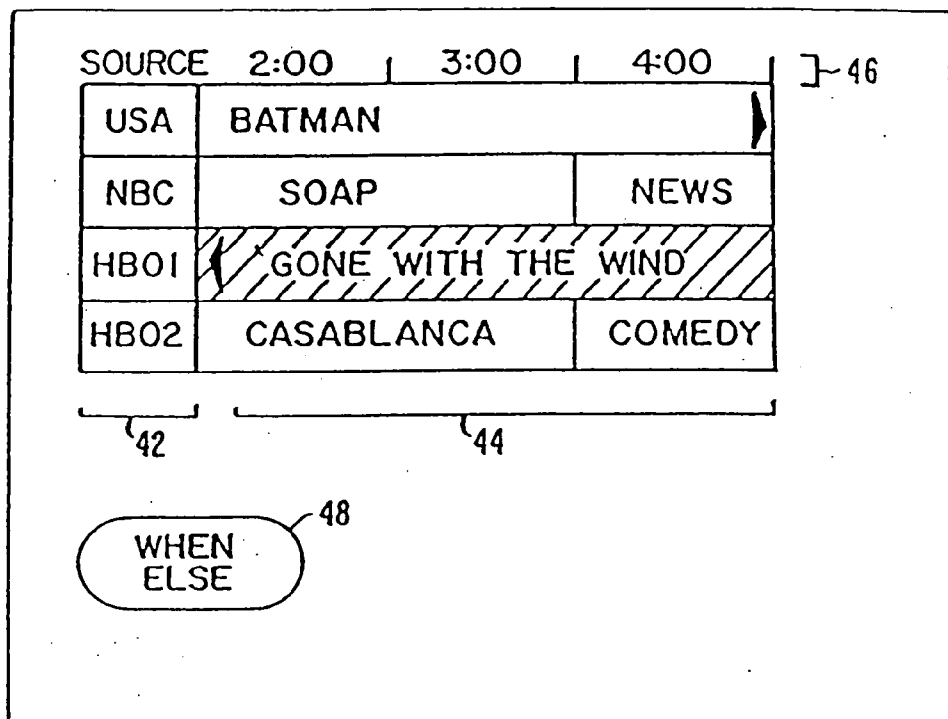 SOURCE 2:00 3:00 4:00
46
USA BATMAN
NBC SOAP NEWS
HBO1 GONE WITH THE WIND
HBO2 CASABLANCA COMEDY
42 44
48
WHEN
ELSE